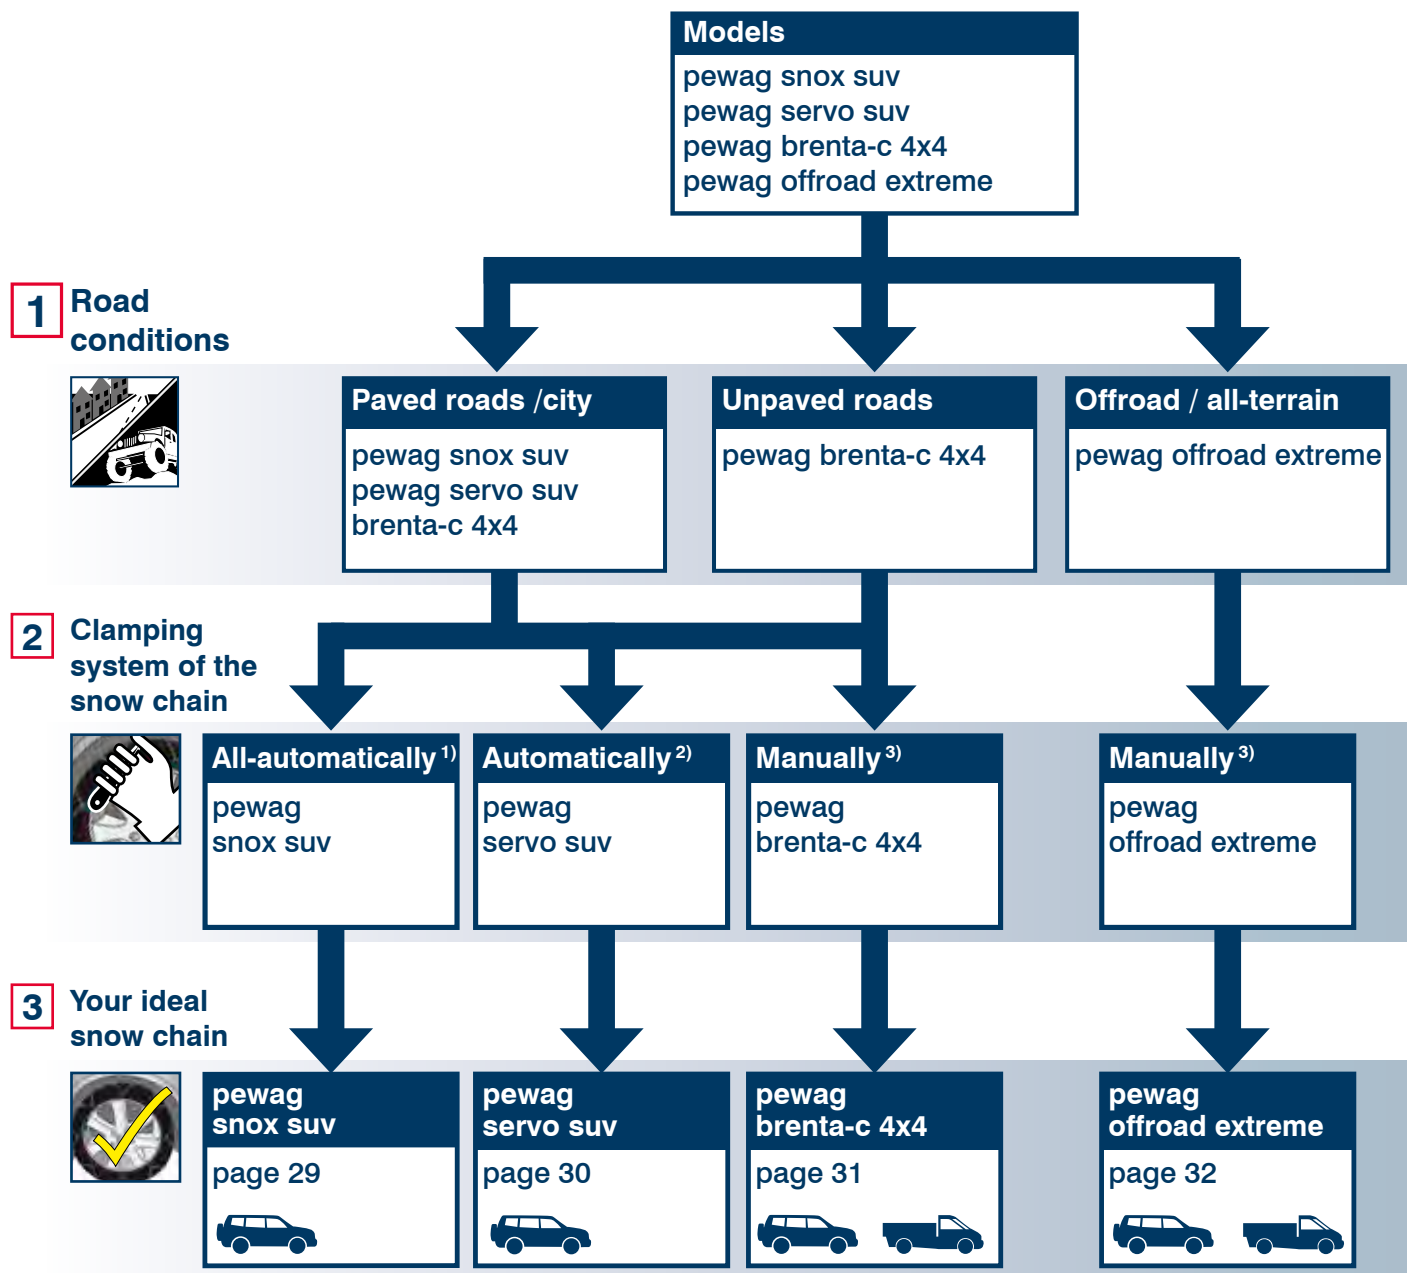 Models
pewag snox suv
pewag servo suv
pewag brenta-c 4x4
pewag offroad extreme
1 Road
conditions
Paved roads /city
pewag snox suv
pewag servo suv
brenta-c 4x4
Unpaved roads
pewag brenta-c 4x4
Offroad / all-terrain
pewag offroad extreme
2 Clamping
system of the
snow chain
All-automatically 1)
pewag
snox suv
Automatically 2)
pewag
servo suv
Manually 3)
pewag
brenta-c 4x4
Manually 3)
pewag
offroad extreme
3 Your ideal
snow chain
pewag
snox suv
page 29
pewag
servo suv
page 30
pewag
brenta-c 4x4
page 31
pewag
offroad extreme
page 32